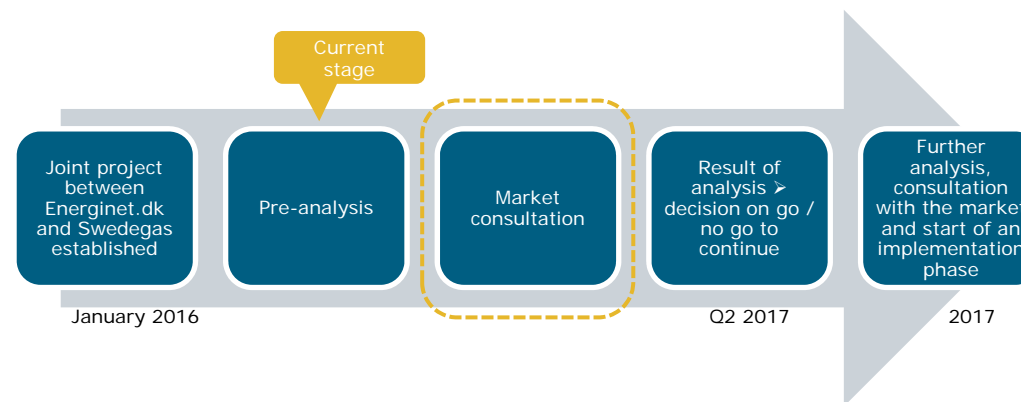 Current
stage
Joint project
between
Energinet.dk
and Swedegas
established
Pre-analysis
Market
consultation
Result of
analysis ➢
decision on go /
no go to
continue
Further
analysis,
consultation
with the market
and start of an
implementation
phase
January 2016
Q2 2017
2017